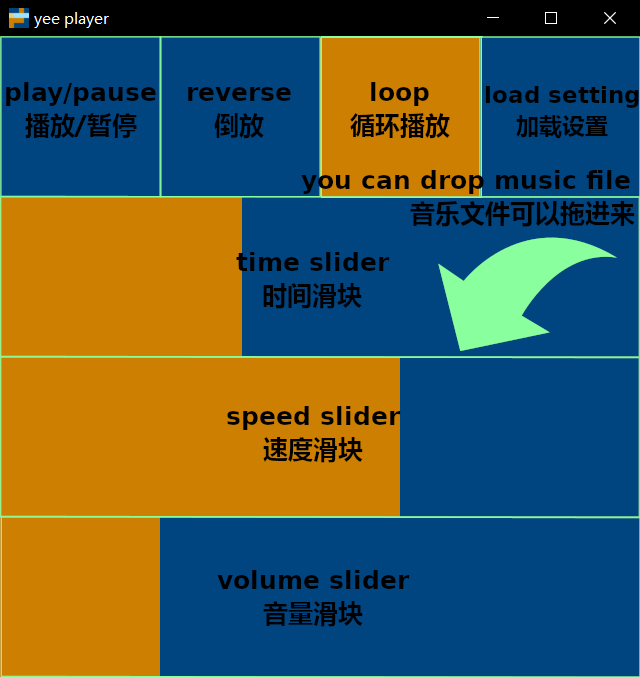 yee player
play/pause
播放/暂停
reverse
倒放
loop
循环播放
load setting
加载设置
you can drop music file
音乐文件可以拖进来
time slider
时间滑块
speed slider
速度滑块
volume slider
音量滑块